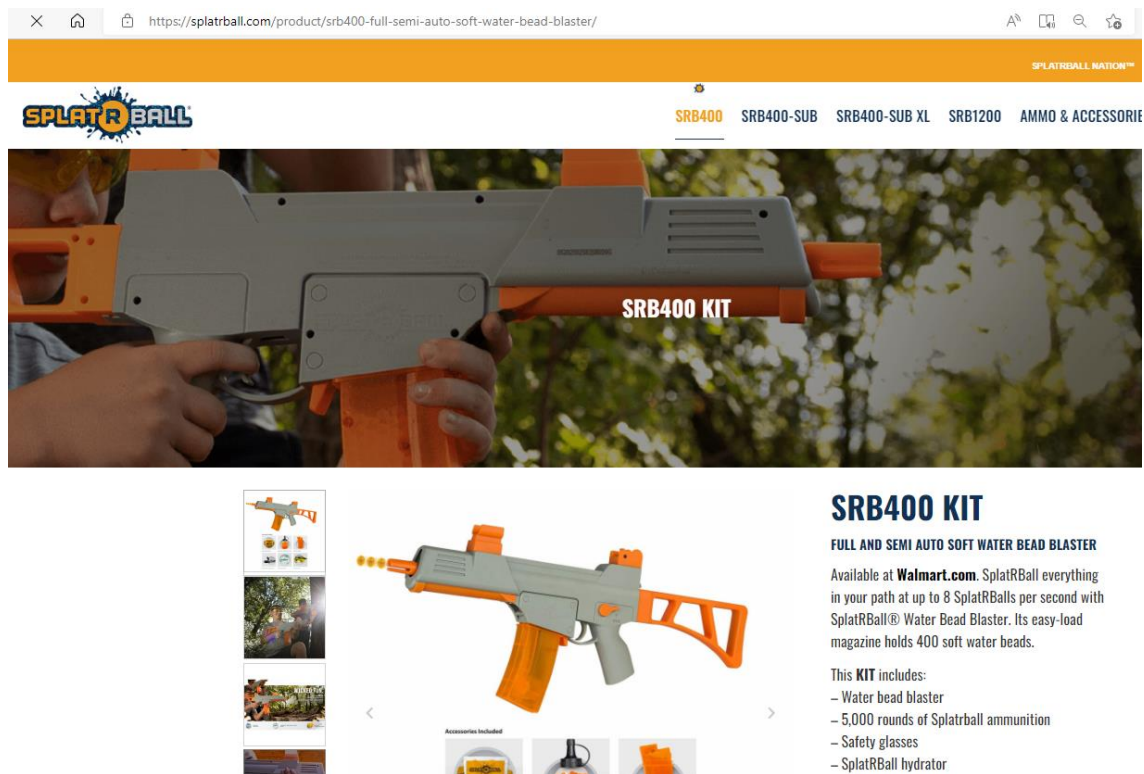 https://splatrball.com/product/srb400-full-semi-auto-soft-water-bead-blaster/
SPLATRBALL NATION™
SPLATRBALL
SRB400 SRB400-SUB SRB400-SUB XL SRB1200 AMMO & ACCESSORIE
SRB400 KIT
SRB400 KIT
FULL AND SEMI AUTO SOFT WATER BEAD BLASTER
Available at Walmart.com. SplatRBall everything
in your path at up to 8 SplatRBalls per second with
SplatRBall® Water Bead Blaster. Its easy-load
magazine holds 400 soft water beads.
This KIT includes:
– Water bead blaster
– 5,000 rounds of Splatrball ammunition
– Safety glasses
– SplatRBall hydrator
Accessories Included